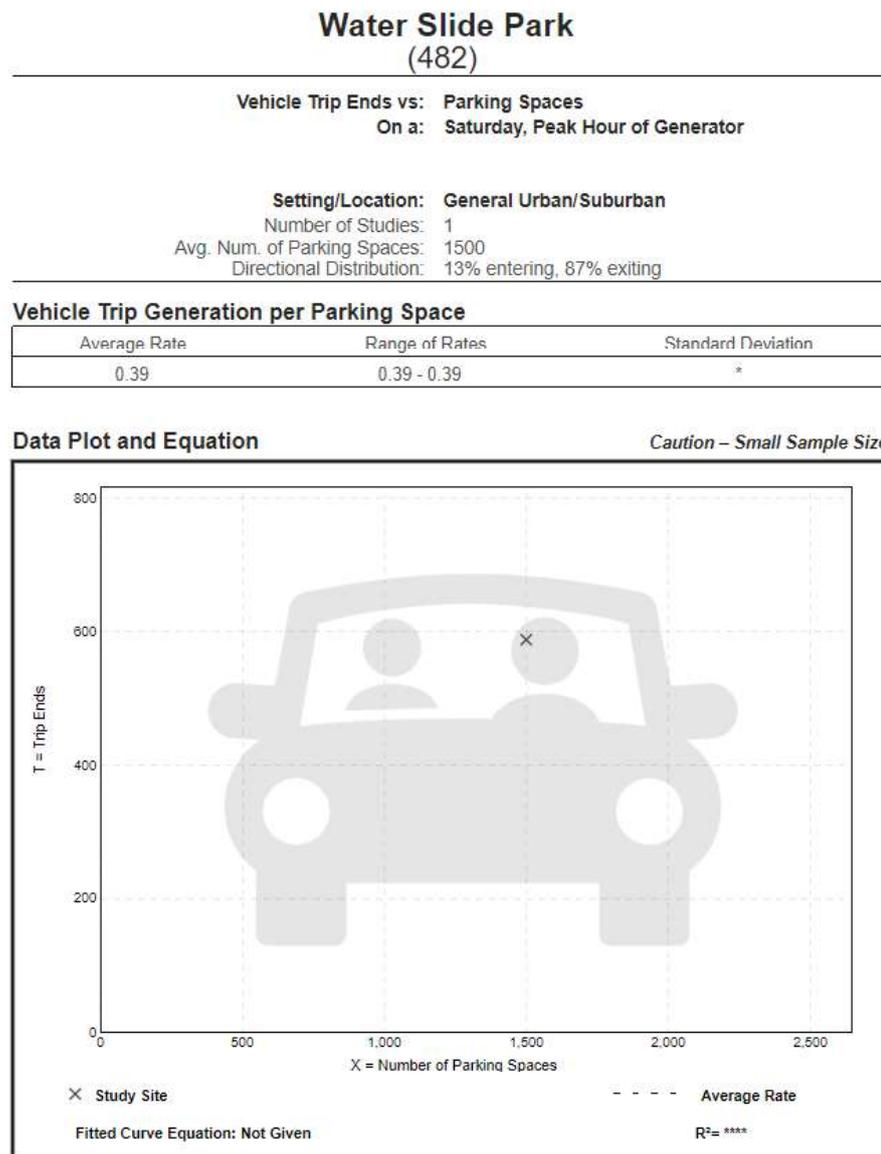 Water Slide Park
(482)
Vehicle Trip Ends vs: Parking Spaces
On a: Saturday, Peak Hour of Generator
Setting/Location: General Urban/Suburban
Number of Studies: 1
Avg. Num. of Parking Spaces: 1500
Directional Distribution: 13% entering, 87% exiting
Vehicle Trip Generation per Parking Space
Average Rate Range of Rates Standard Deviation
0.39 0.39 - 0.39 *
Data Plot and Equation Caution – Small Sample Size
800
600
400
200
0
T = Trip Ends
0 500 1,000 1,500 2,000 2,500
X = Number of Parking Spaces
× Study Site - - - - Average Rate
Fitted Curve Equation: Not Given R²= ****